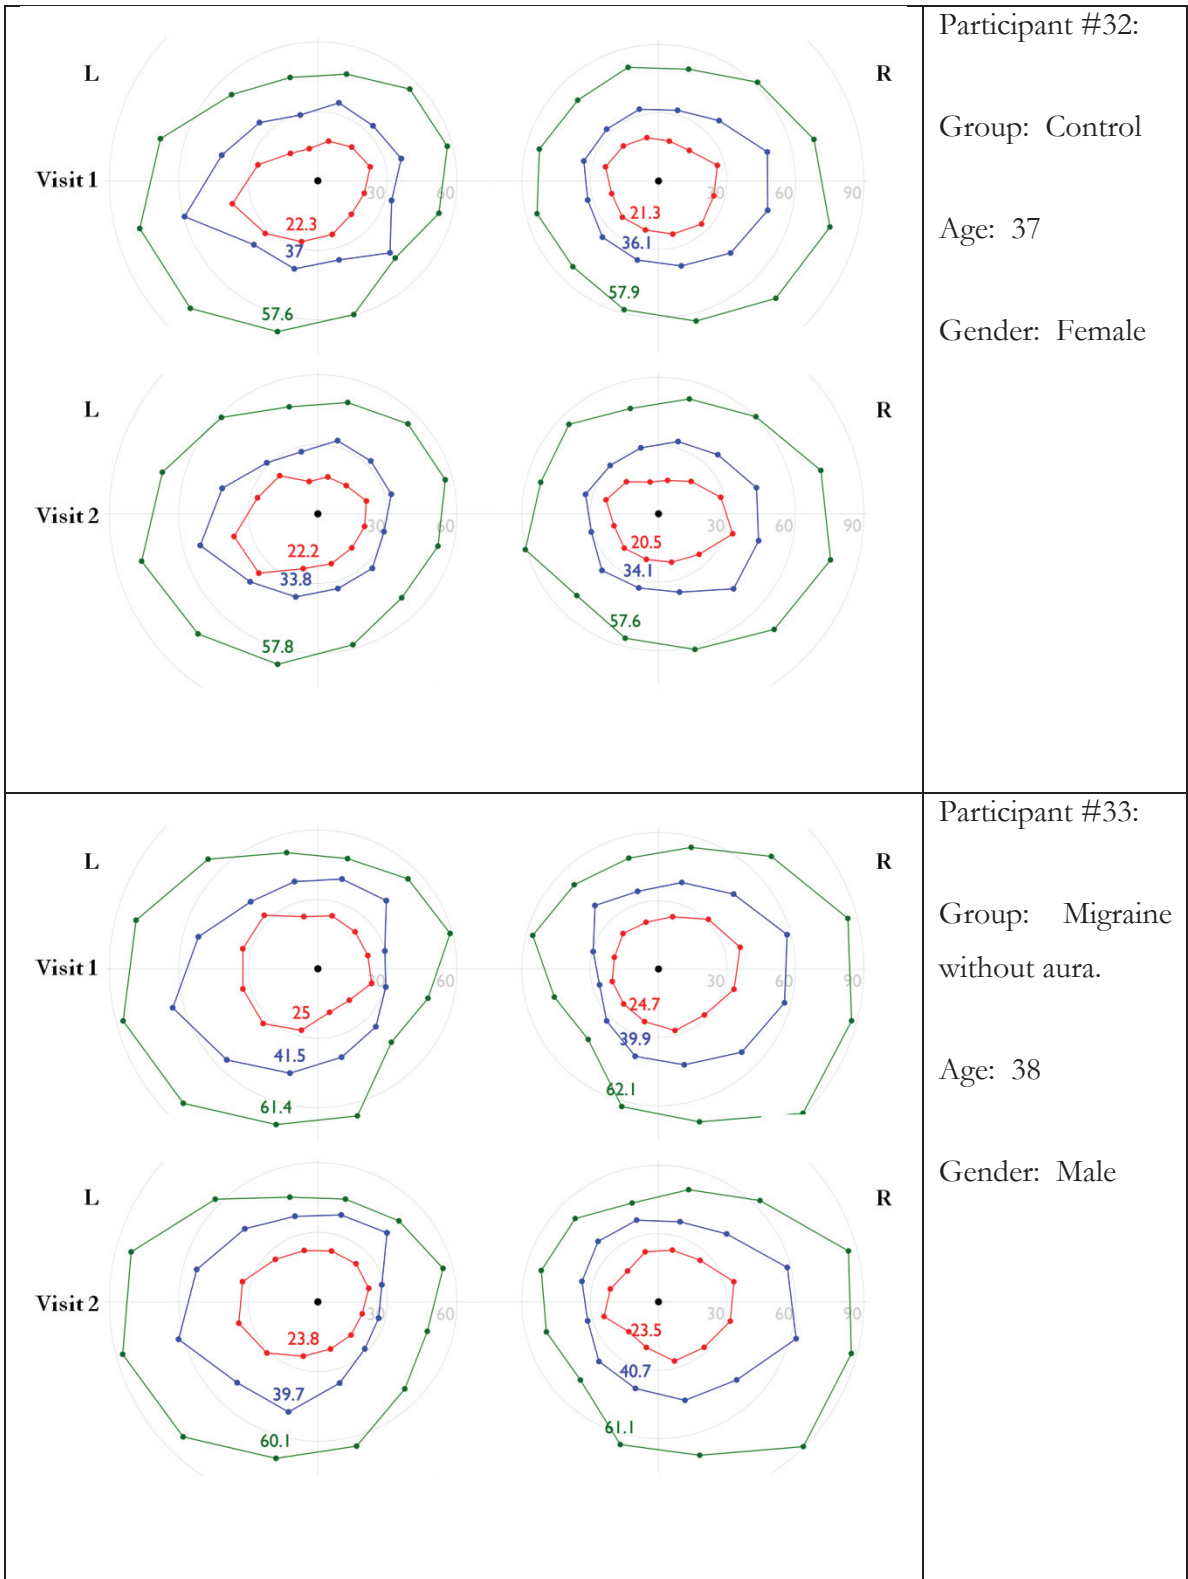 L
R
Visit 1
30
60
30
60
90
22.3
37
57.6
21.3
36.1
57.9
L
R
Visit 2
30
60
30
60
90
22.2
33.8
57.8
20.5
34.1
57.6
Participant #32:
Group: Control
Age: 37
Gender: Female
L
R
Visit 1
30
60
30
60
90
25
41.5
61.4
24.7
39.9
62.1
L
R
Visit 2
30
60
30
60
90
23.8
39.7
60.1
23.5
40.7
61.1
Participant #33:
Group: Migraine
without aura.
Age: 38
Gender: Male